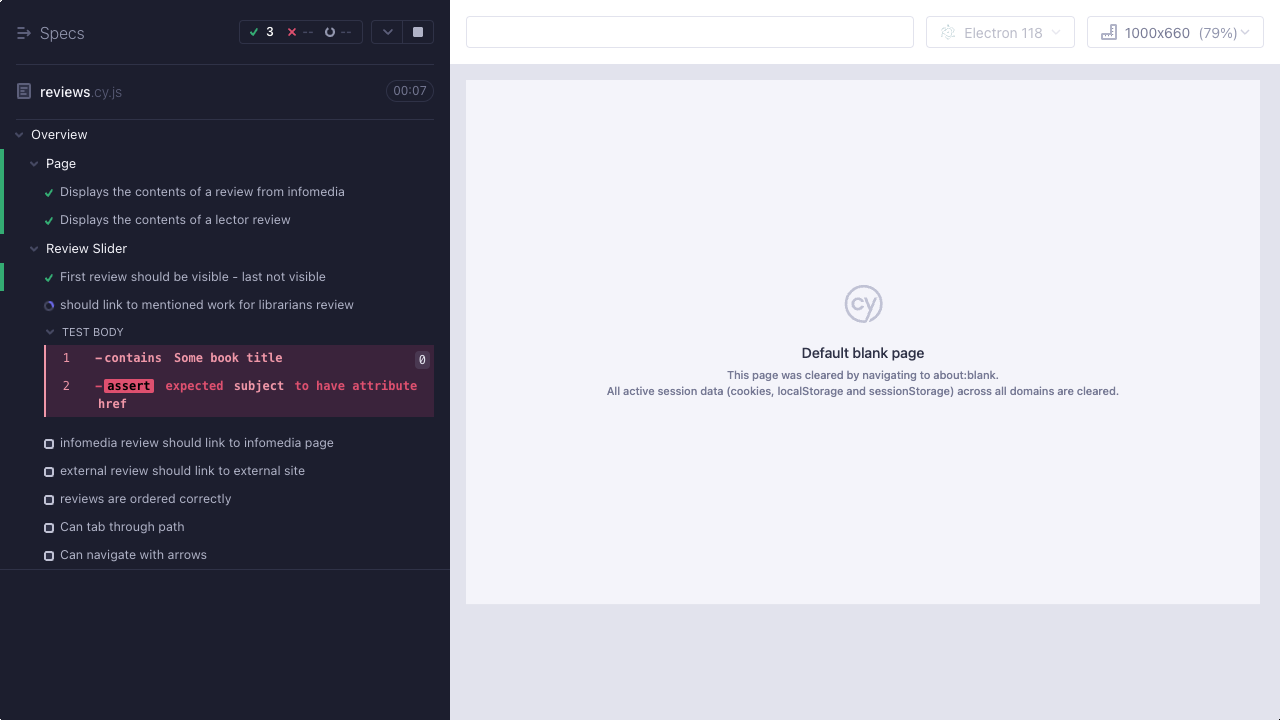 Specs
3
--
--
Electron 118
1000x660 (79%)
reviews.cy.js
00:07
Overview
Page
Displays the contents of a review from infomedia
Displays the contents of a lector review
Review Slider
First review should be visible - last not visible
should link to mentioned work for librarians review
TEST BODY
1 -contains Some book title 0
2 -assert expected subject to have attribute
href
infomedia review should link to infomedia page
external review should link to external site
reviews are ordered correctly
Can tab through path
Can navigate with arrows
cy
Default blank page
This page was cleared by navigating to about:blank.
All active session data (cookies, localStorage and sessionStorage) across all domains are cleared.